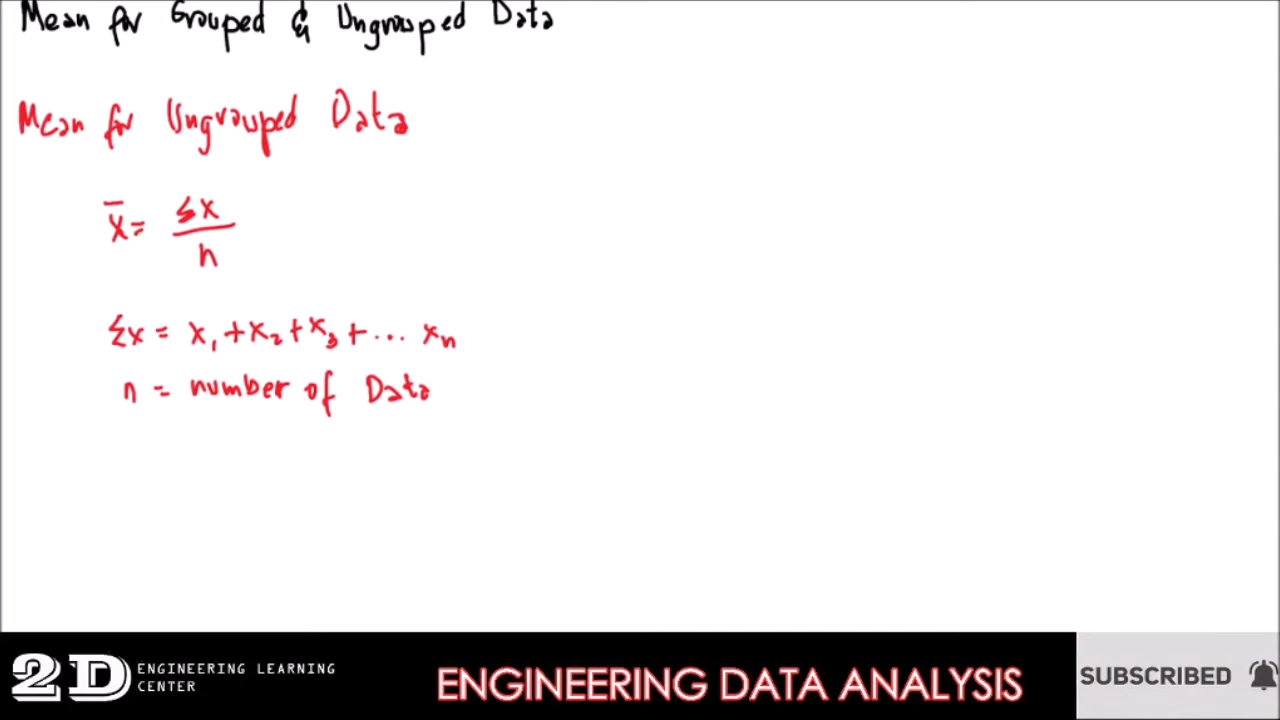 Mean for Grouped & Ungrouped Data
Mean for Ungrouped Data
x̄ = Σx / n
Σx = x₁ + x₂ + x₃ + ... xₙ
n = number of Data
2D ENGINEERING LEARNING CENTER
ENGINEERING DATA ANALYSIS
SUBSCRIBED